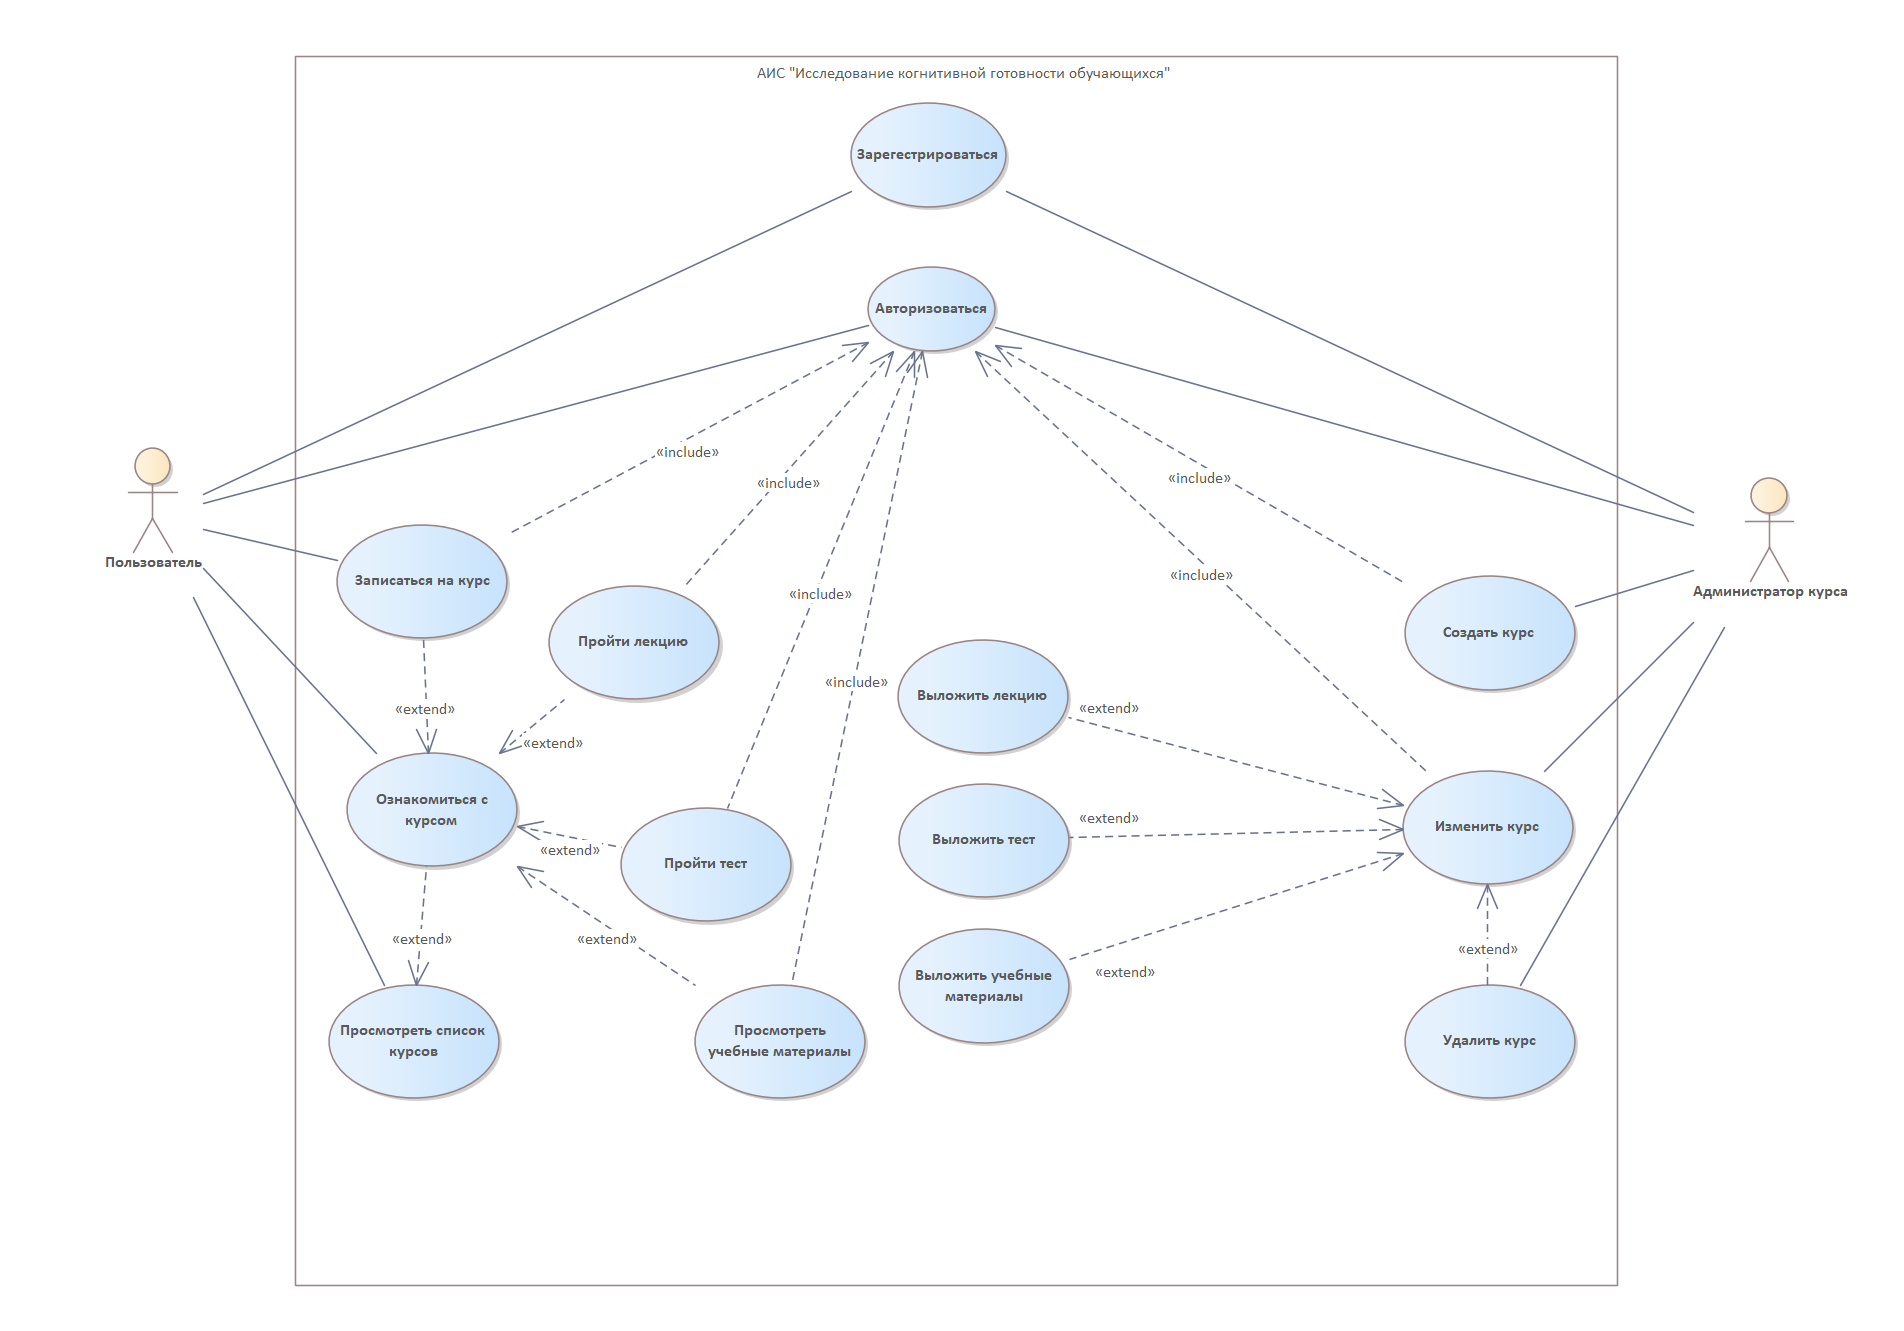 АИС "Исследование когнитивной готовности обучающихся"
Зарегестрироваться
Авторизоваться
«include»
«include»
«include»
«include»
«include»
«include»
Пользователь
Администратор курса
Записаться на курс
Пройти лекцию
Создать курс
Выложить лекцию
«extend»
«extend»
«extend»
Ознакомиться с
курсом
«extend»
Выложить тест
«extend»
Изменить курс
Пройти тест
«extend»
«extend»
«extend»
«extend»
Выложить учебные
материалы
«extend»
Просмотреть список
курсов
Просмотреть
учебные материалы
Удалить курс